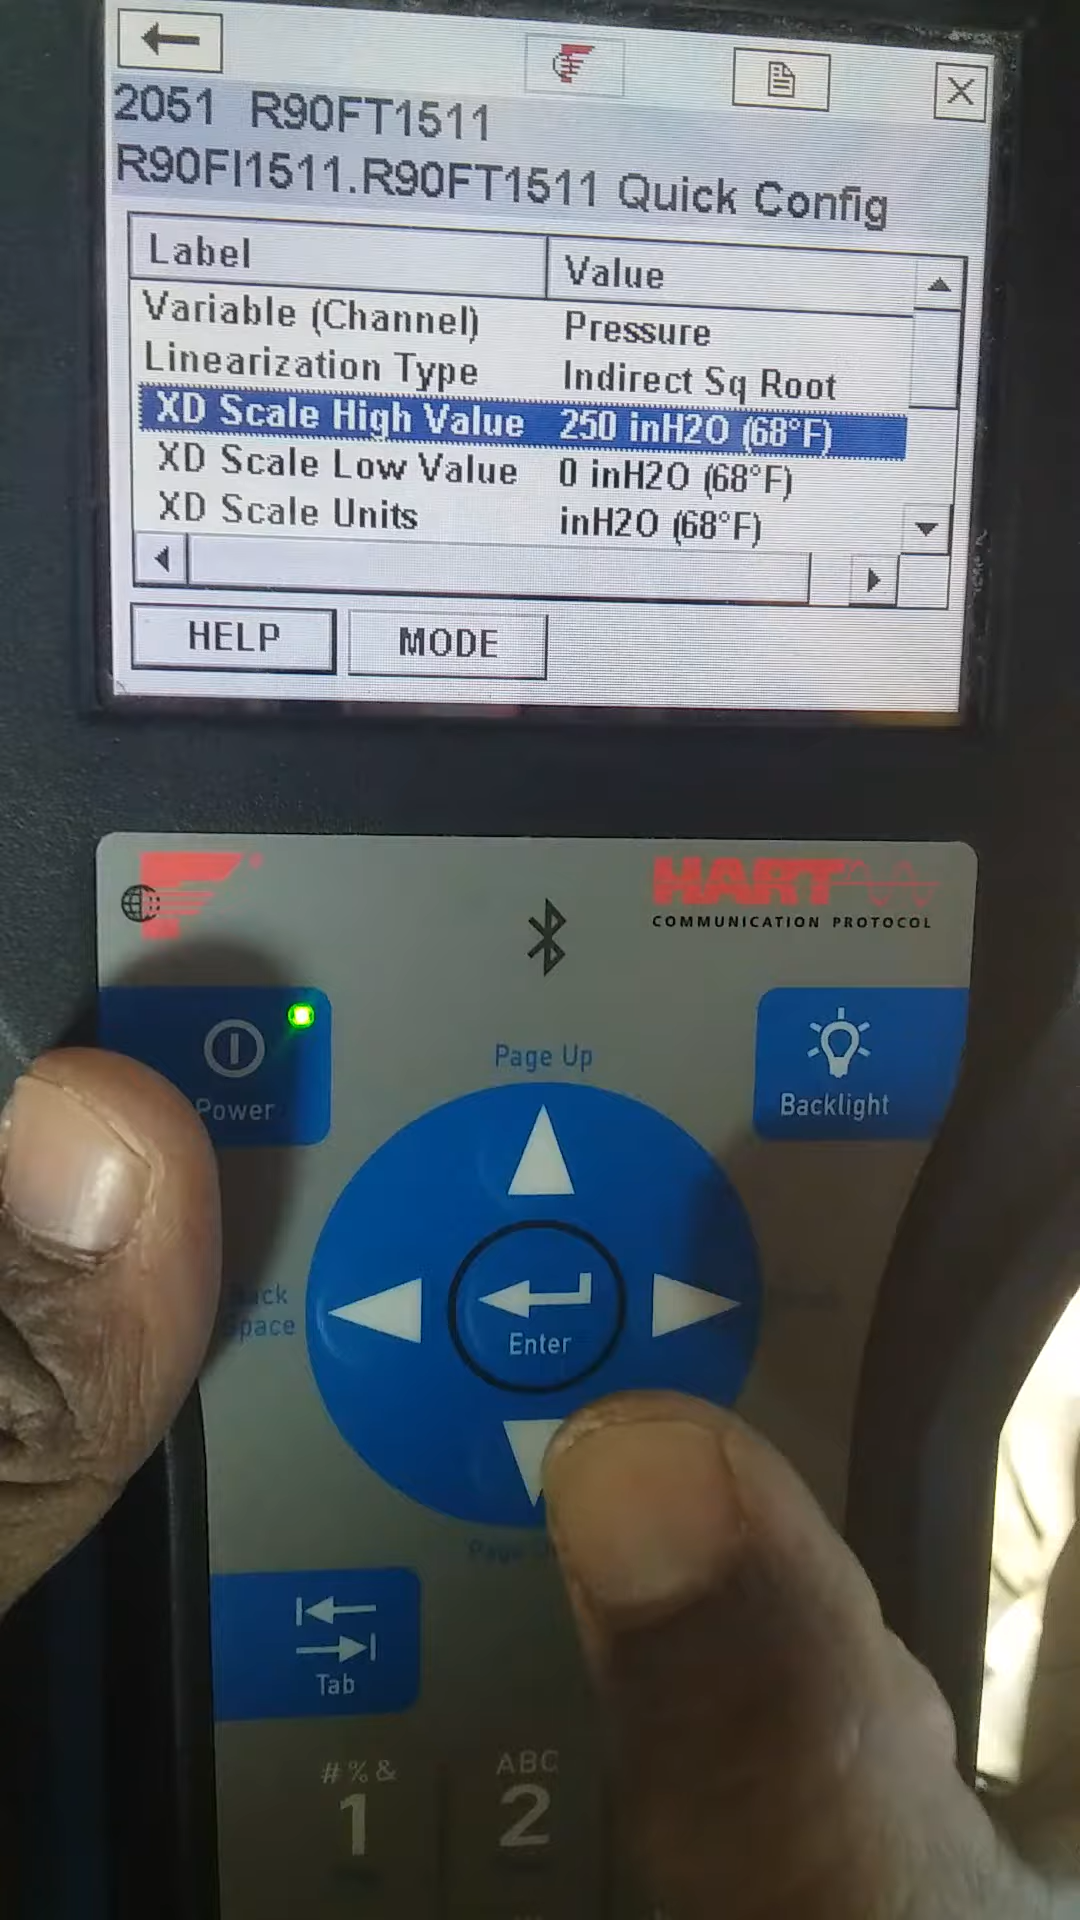 2051 R90FT1511
R90FI1511.R90FT1511 Quick Config
Label Value
Variable (Channel) Pressure
Linearization Type Indirect Sq Root
XD Scale High Value 250 inH2O (68°F)
XD Scale Low Value 0 inH2O (68°F)
XD Scale Units inH2O (68°F)
HELP MODE
HART
COMMUNICATION PROTOCOL
Power
Page Up
Backlight
Space
Enter
Page
Tab
#%& ABC
1 2